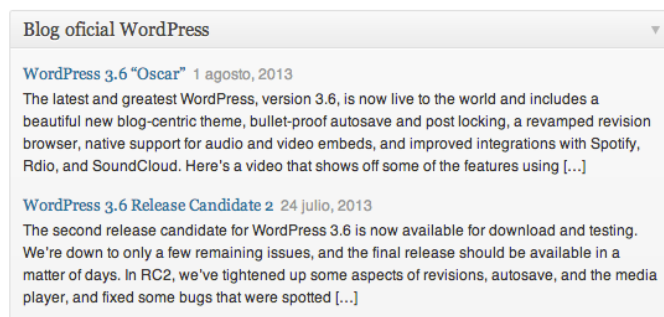 Blog oficial WordPress
WordPress 3.6 “Oscar” 1 agosto, 2013
The latest and greatest WordPress, version 3.6, is now live to the world and includes a
beautiful new blog-centric theme, bullet-proof autosave and post locking, a revamped revision
browser, native support for audio and video embeds, and improved integrations with Spotify,
Rdio, and SoundCloud. Here's a video that shows off some of the features using [...]
WordPress 3.6 Release Candidate 2 24 julio, 2013
The second release candidate for WordPress 3.6 is now available for download and testing.
We're down to only a few remaining issues, and the final release should be available in a
matter of days. In RC2, we've tightened up some aspects of revisions, autosave, and the media
player, and fixed some bugs that were spotted [...]